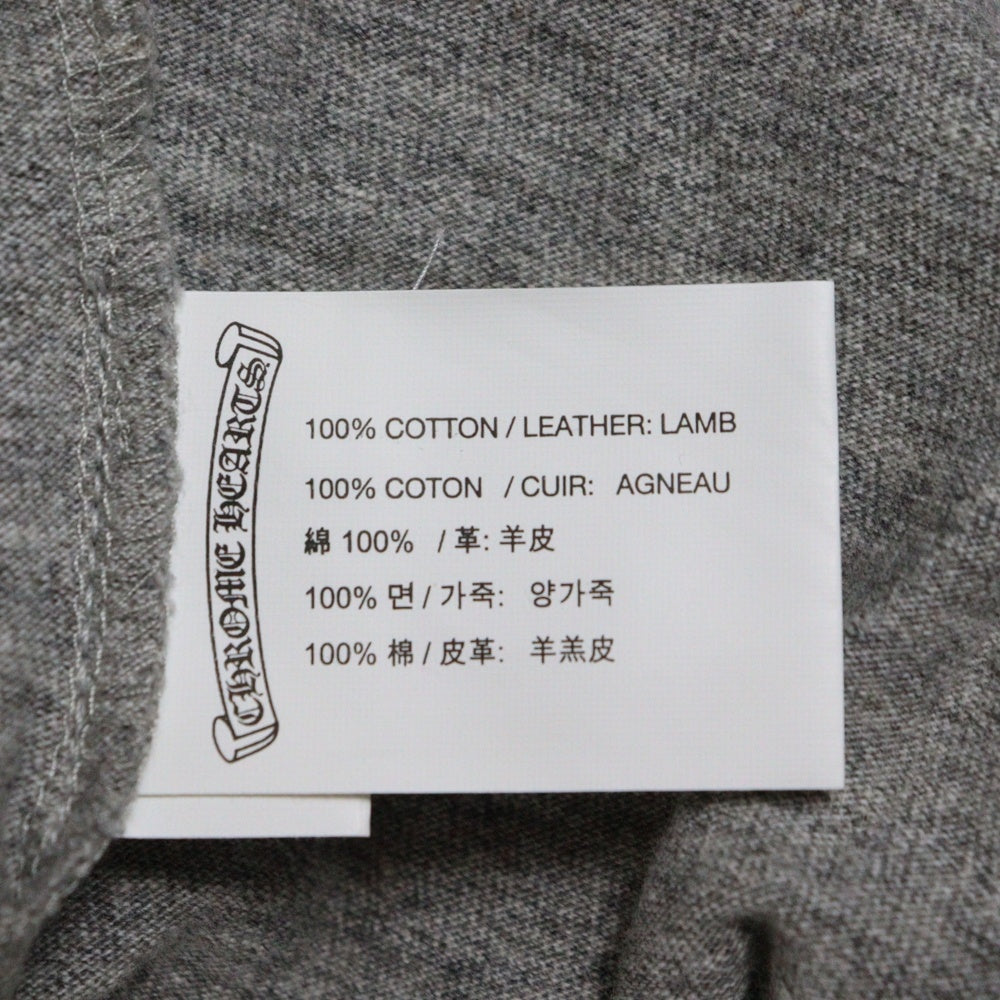 CHROME HEARTS
100% COTTON / LEATHER: LAMB
100% COTON / CUIR: AGNEAU
綿 100% / 革: 羊皮
100% 면 / 가죽: 양가죽
100% 棉 / 皮革: 羊羔皮